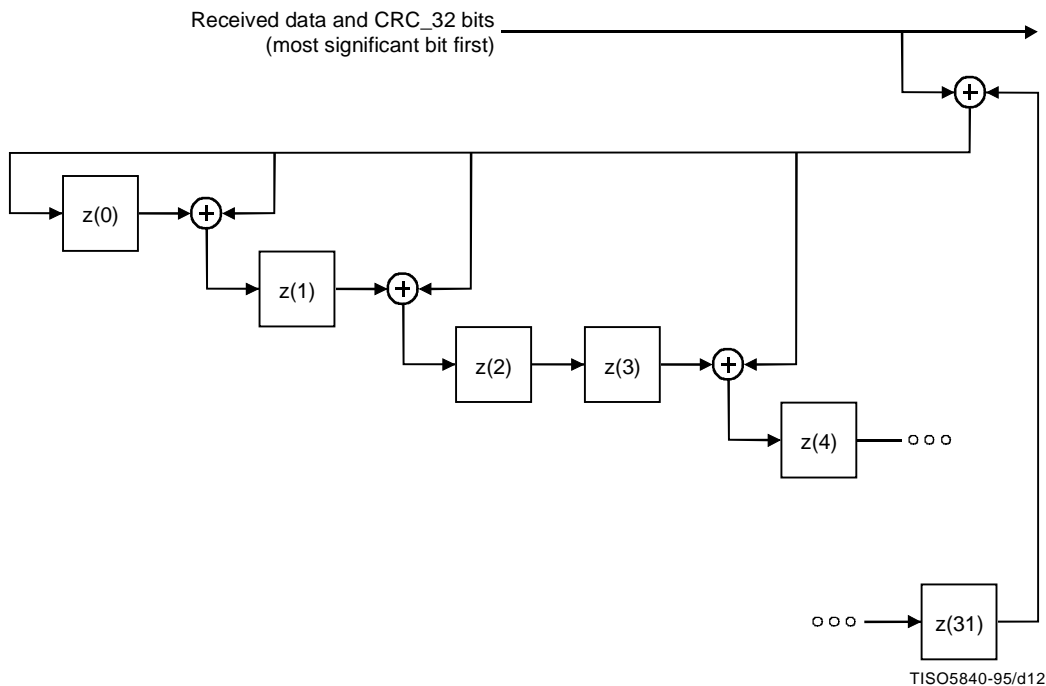 Received data and CRC_32 bits
(most significant bit first)
z(0)
z(1)
z(2)
z(3)
z(4)
z(31)
TISO5840-95/d12